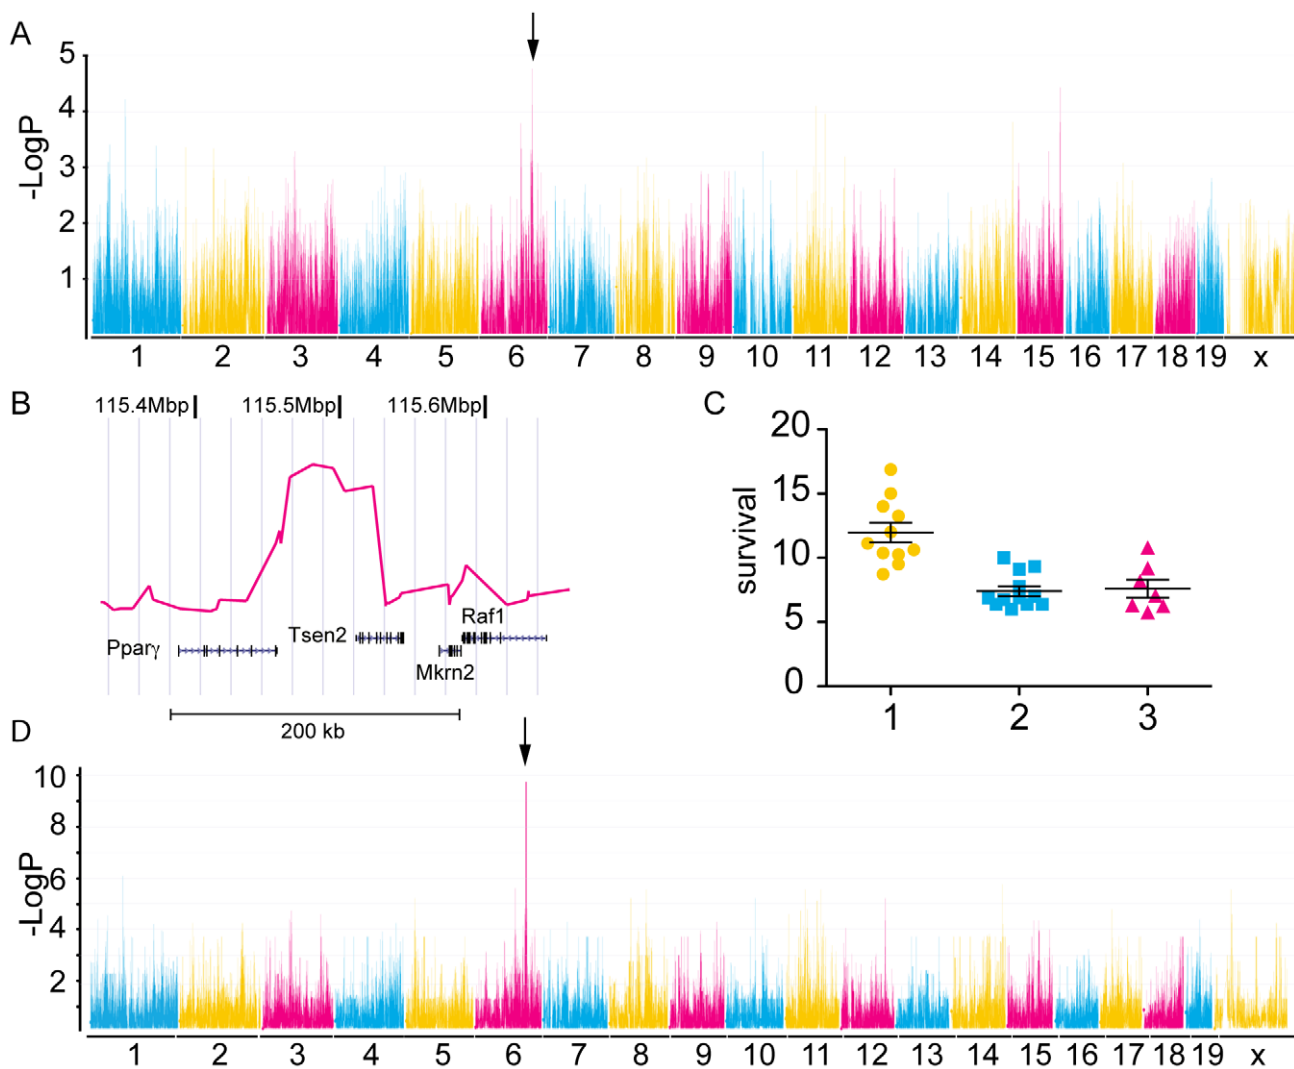 A
5
4
3
2
1
-LogP
1 2 3 4 5 6 7 8 9 10 11 12 13 14 15 16 17 18 19 x
B
115.4Mbp 115.5Mbp 115.6Mbp
Pparγ
Tsen2
Raf1
Mkrn2
200 kb
C
20
15
10
5
0
survival
1 2 3
D
10
8
6
4
2
-LogP
1 2 3 4 5 6 7 8 9 10 11 12 13 14 15 16 17 18 19 x